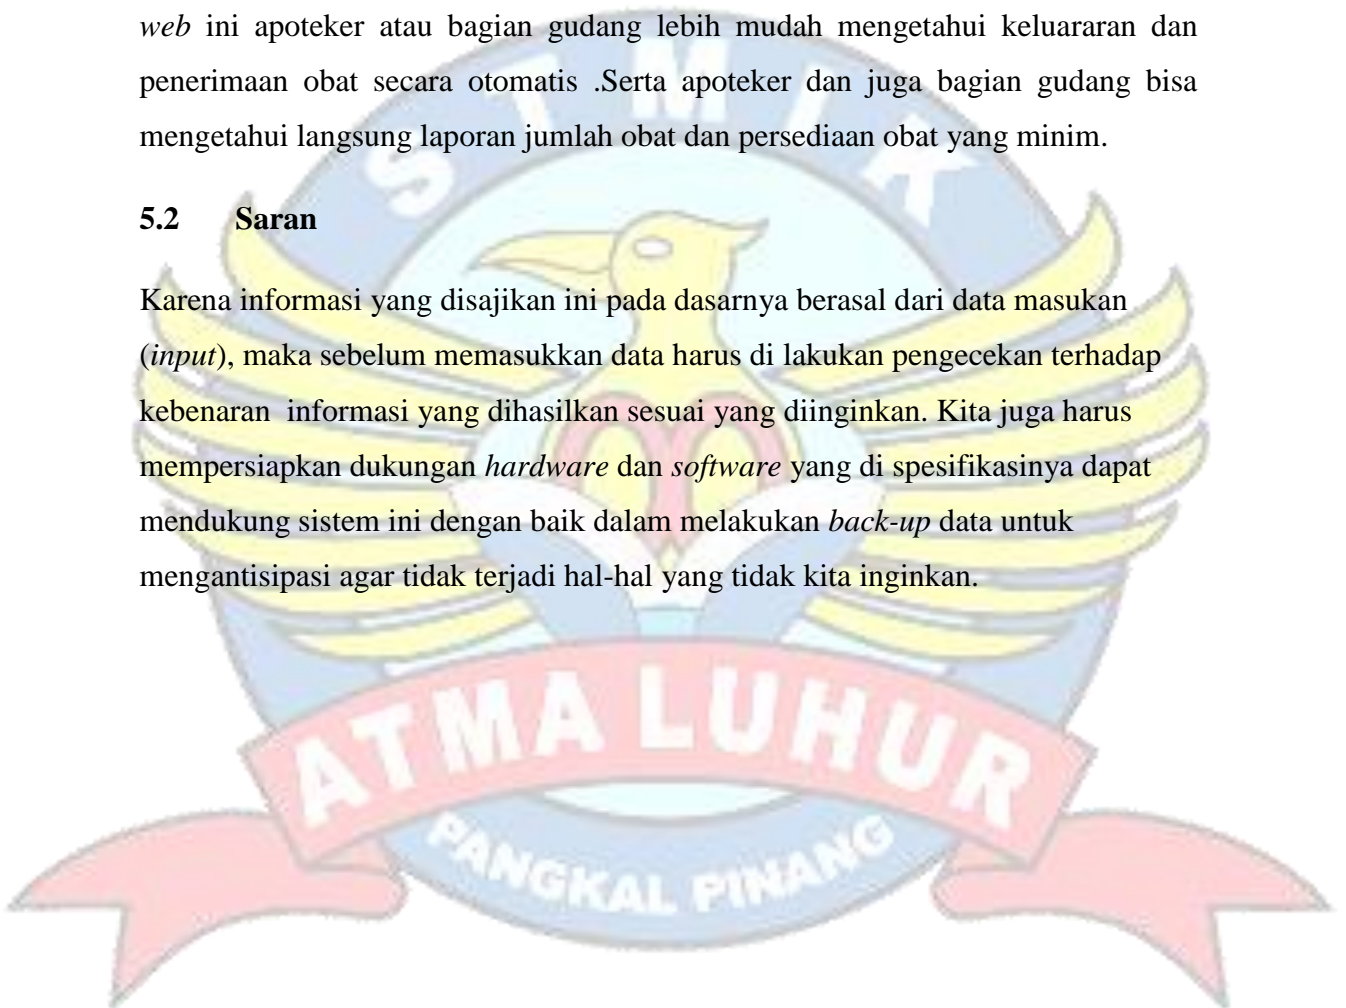 web ini apoteker atau bagian gudang lebih mudah mengetahui keluararan dan
penerimaan obat secara otomatis .Serta apoteker dan juga bagian gudang bisa
mengetahui langsung laporan jumlah obat dan persediaan obat yang minim.
5.2 Saran
Karena informasi yang disajikan ini pada dasarnya berasal dari data masukan
(input), maka sebelum memasukkan data harus di lakukan pengecekan terhadap
kebenaran informasi yang dihasilkan sesuai yang diinginkan. Kita juga harus
mempersiapkan dukungan hardware dan software yang di spesifikasinya dapat
mendukung sistem ini dengan baik dalam melakukan back-up data untuk
mengantisipasi agar tidak terjadi hal-hal yang tidak kita inginkan.
STMIK
ATMA LUHUR
PANGKAL PINANG